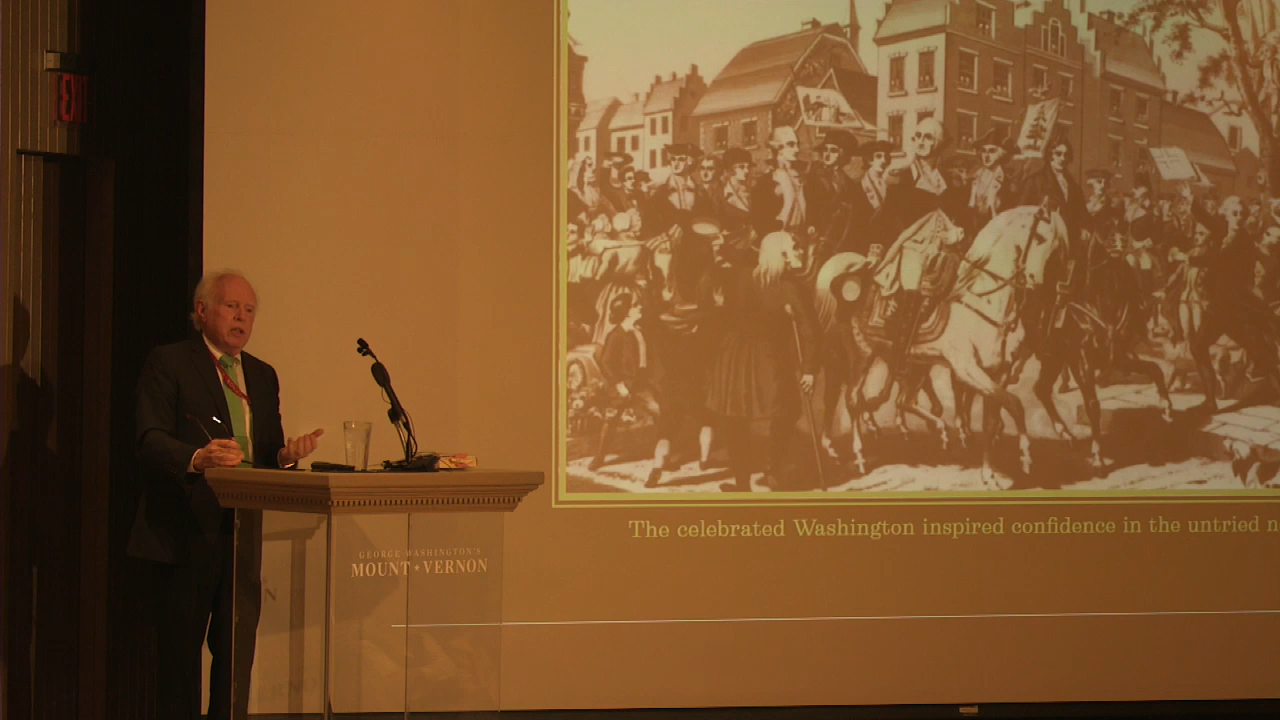 EXIT
The celebrated Washington inspired confidence in the untried n
GEORGE WASHINGTON'S
MOUNT✦VERNON